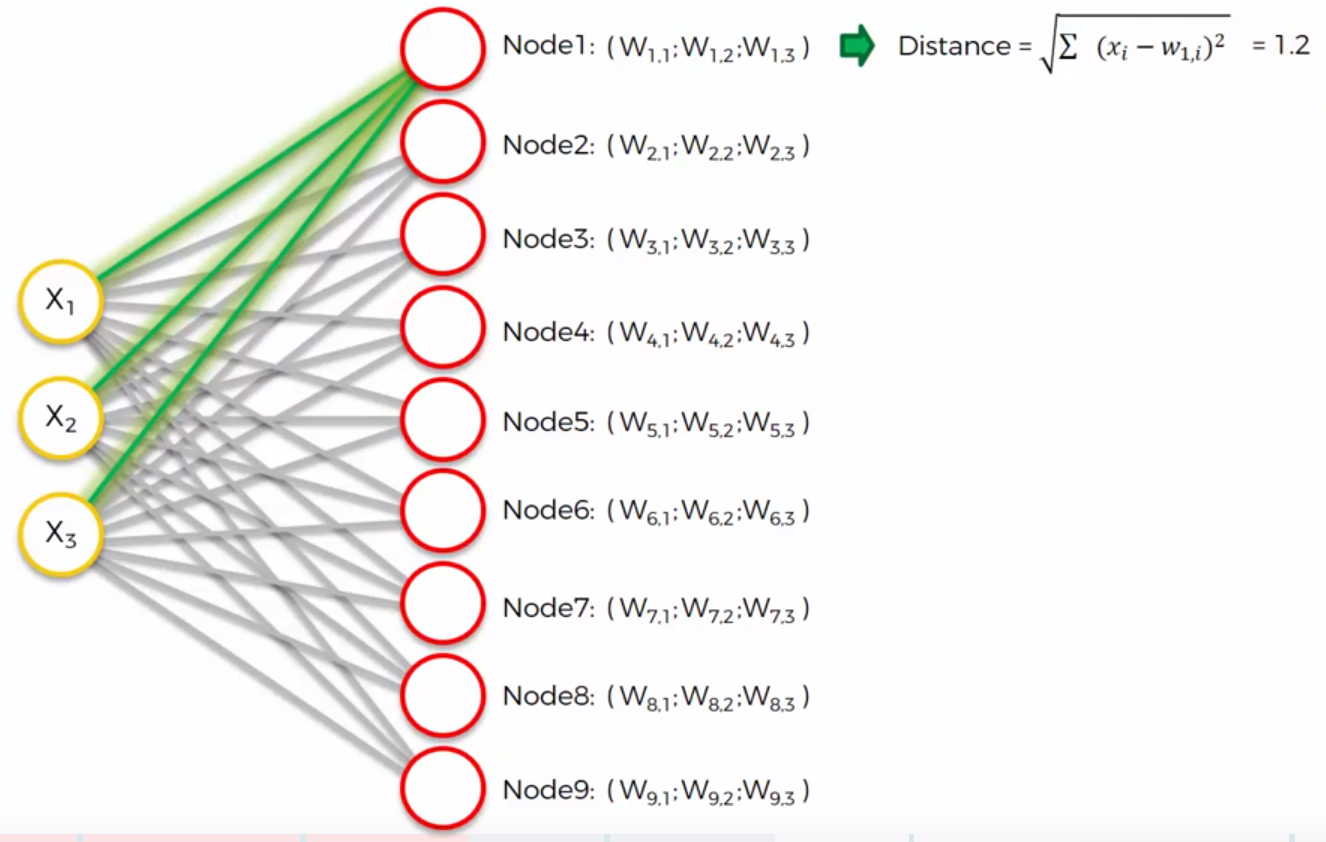 Node1: (W₁,₁;W₁,₂;W₁,₃) Distance = √Σ (xᵢ − w₁,ᵢ)² = 1.2
Node2: (W₂,₁;W₂,₂;W₂,₃)
Node3: (W₃,₁;W₃,₂;W₃,₃)
X₁
Node4: (W₄,₁;W₄,₂;W₄,₃)
X₂
Node5: (W₅,₁;W₅,₂;W₅,₃)
Node6: (W₆,₁;W₆,₂;W₆,₃)
X₃
Node7: (W₇,₁;W₇,₂;W₇,₃)
Node8: (W₈,₁;W₈,₂;W₈,₃)
Node9: (W₉,₁;W₉,₂;W₉,₃)